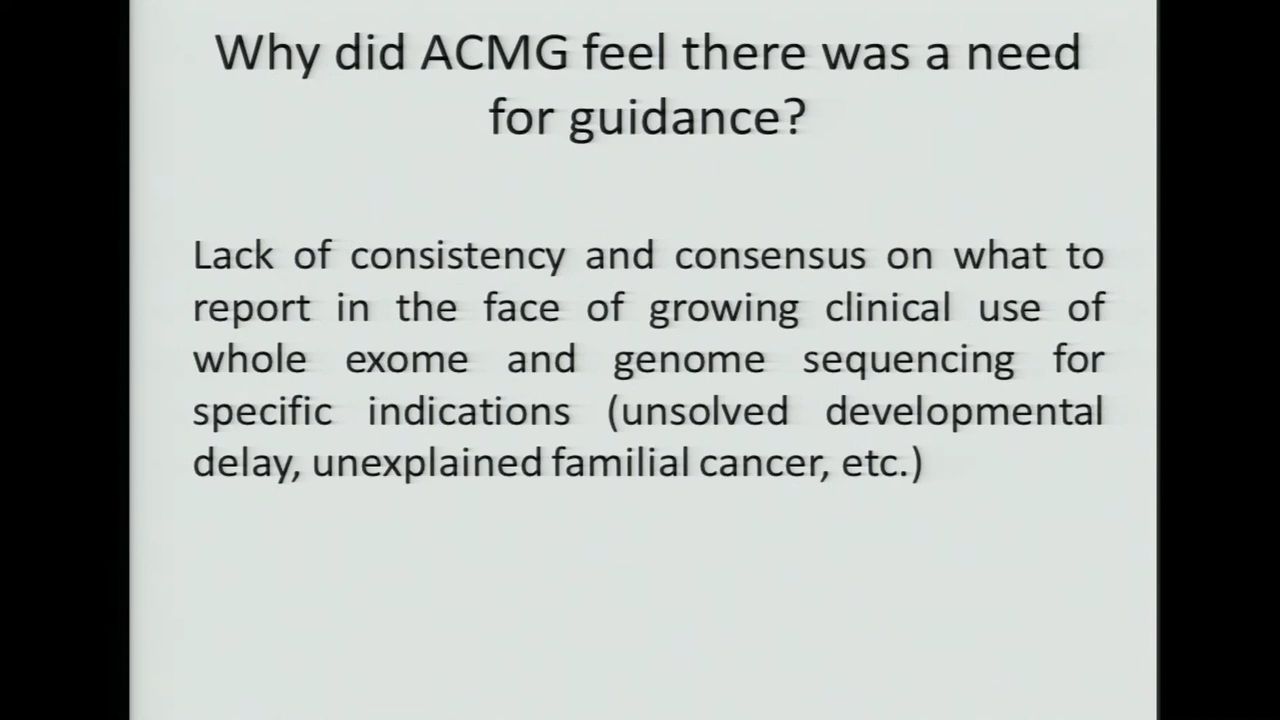 Why did ACMG feel there was a need
for guidance?
Lack of consistency and consensus on what to
report in the face of growing clinical use of
whole exome and genome sequencing for
specific indications (unsolved developmental
delay, unexplained familial cancer, etc.)